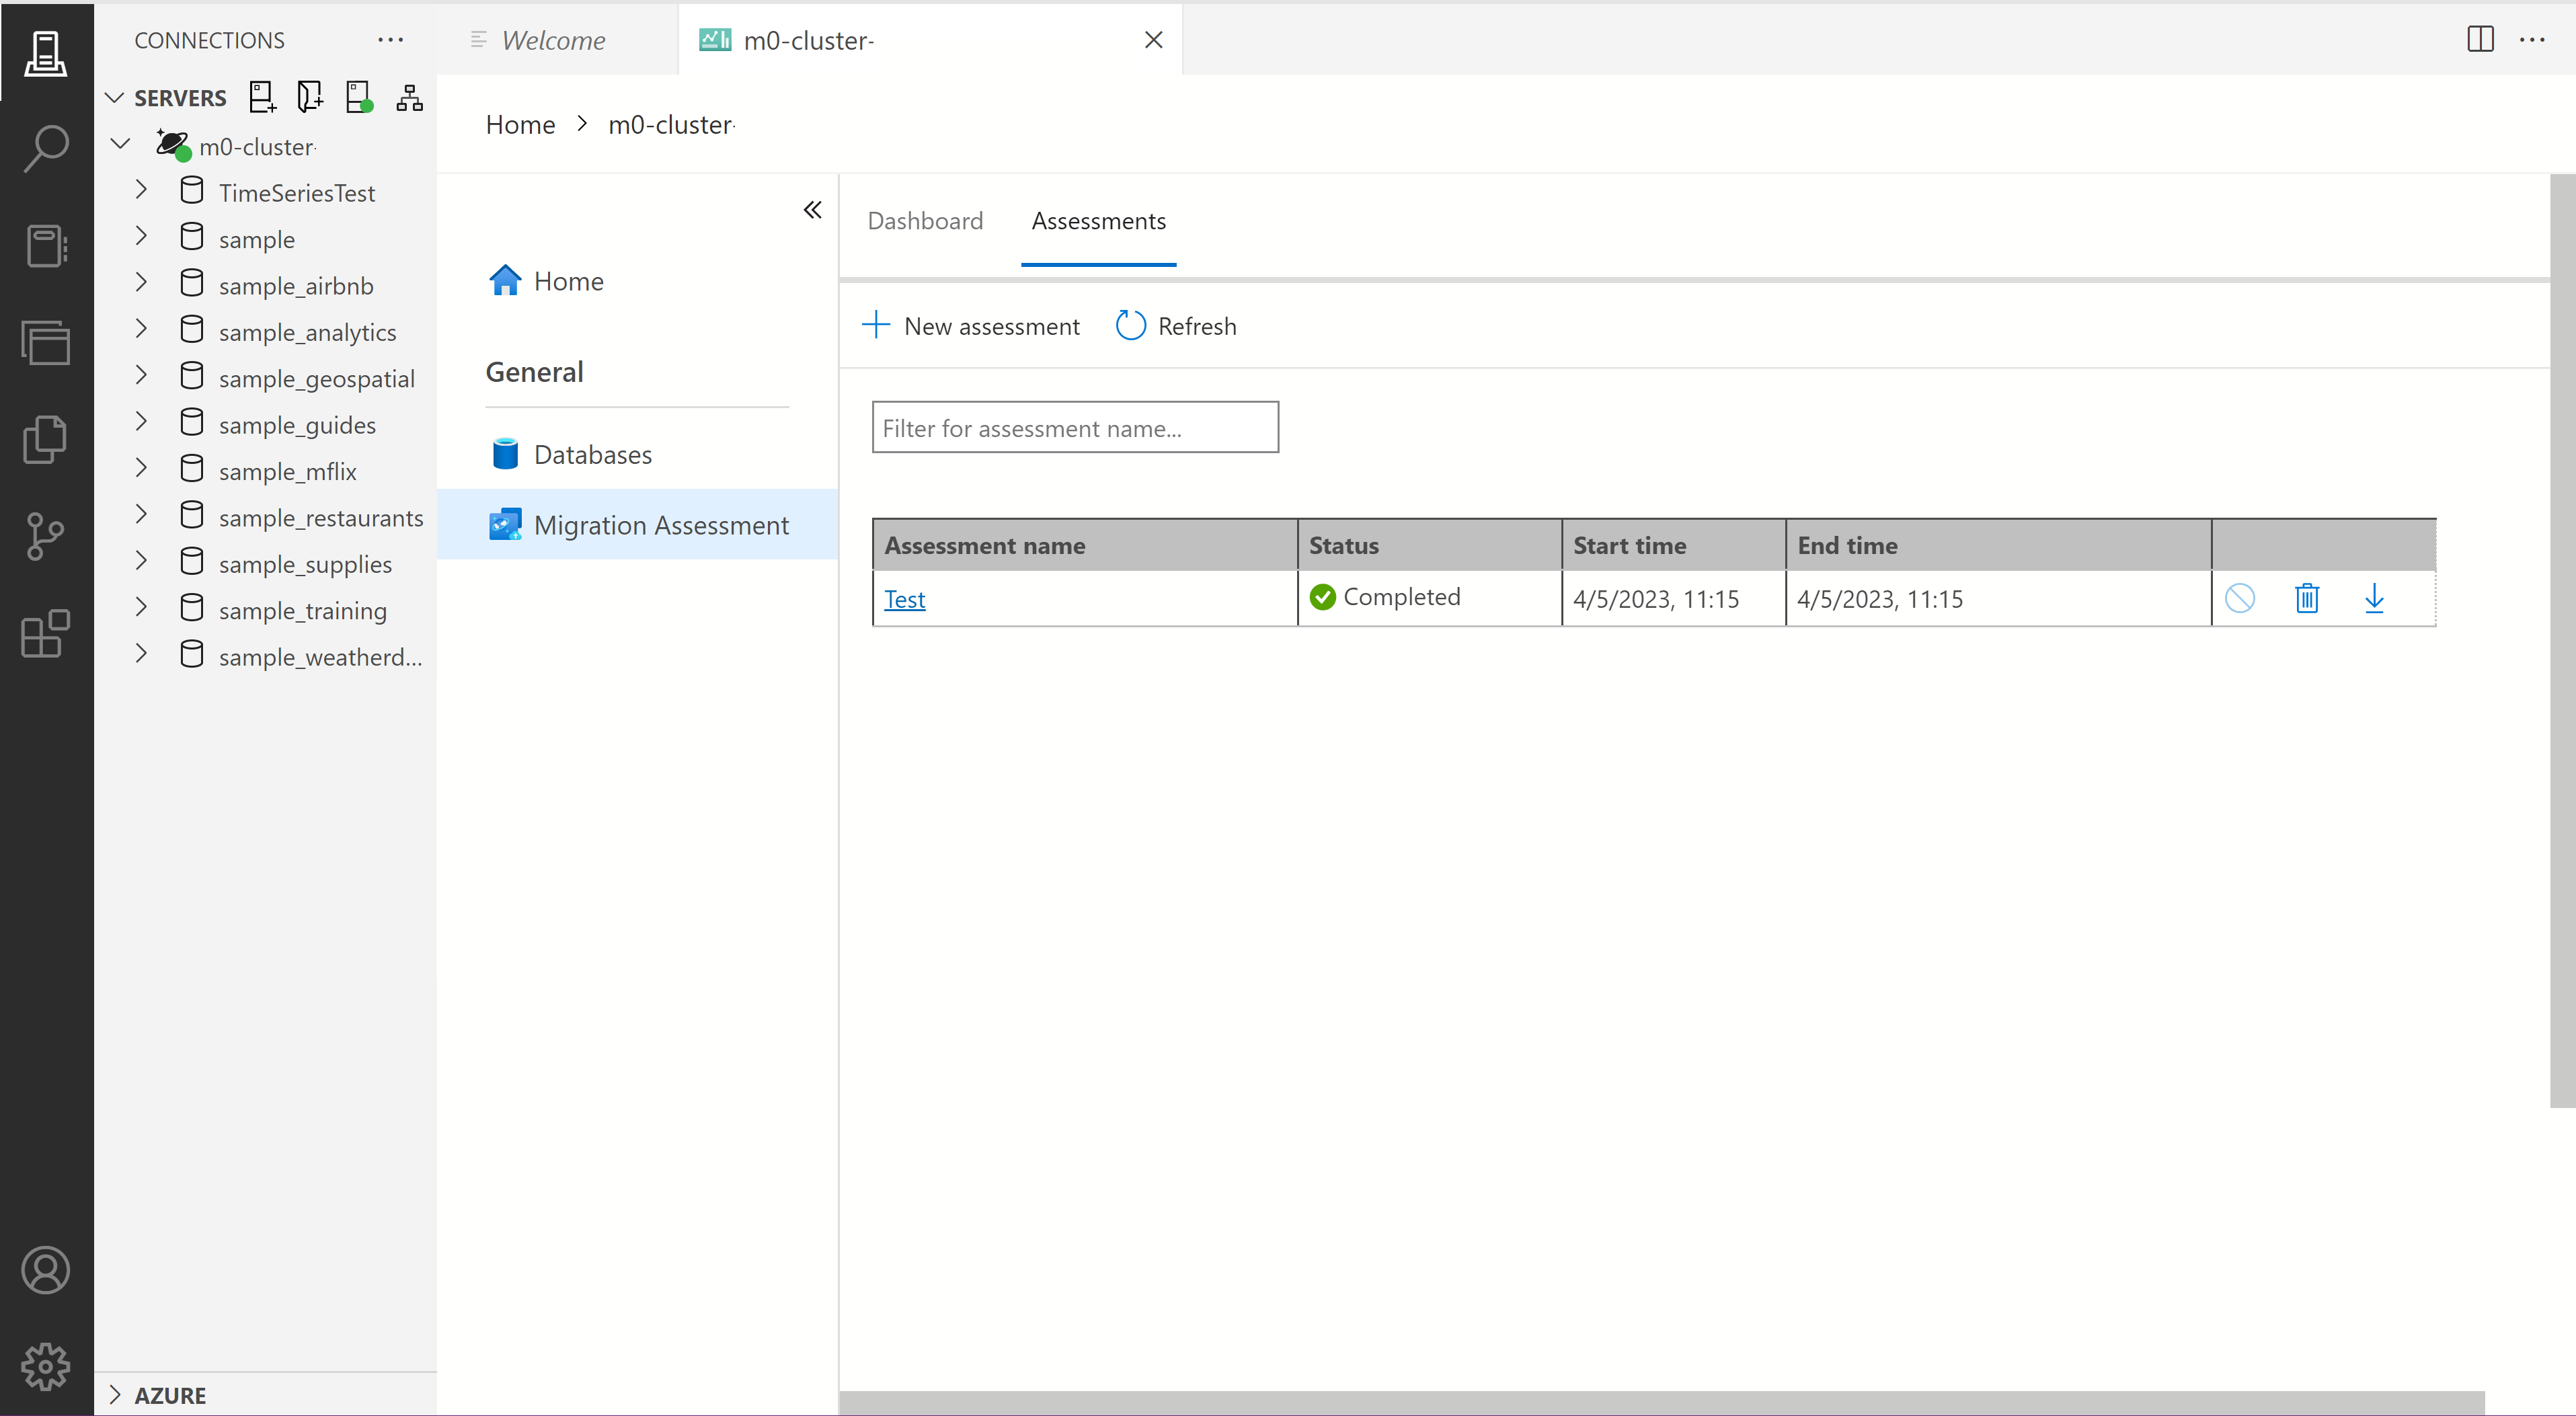 CONNECTIONS
SERVERS
m0-cluster-
TimeSeriesTest
sample
sample_airbnb
sample_analytics
sample_geospatial
sample_guides
sample_mflix
sample_restaurants
sample_supplies
sample_training
sample_weatherd...
AZURE
Welcome
m0-cluster-
Home > m0-cluster-
Home
General
Databases
Migration Assessment
Dashboard Assessments
New assessment Refresh
Filter for assessment name...
Assessment name Status Start time End time
Test Completed 4/5/2023, 11:15 4/5/2023, 11:15